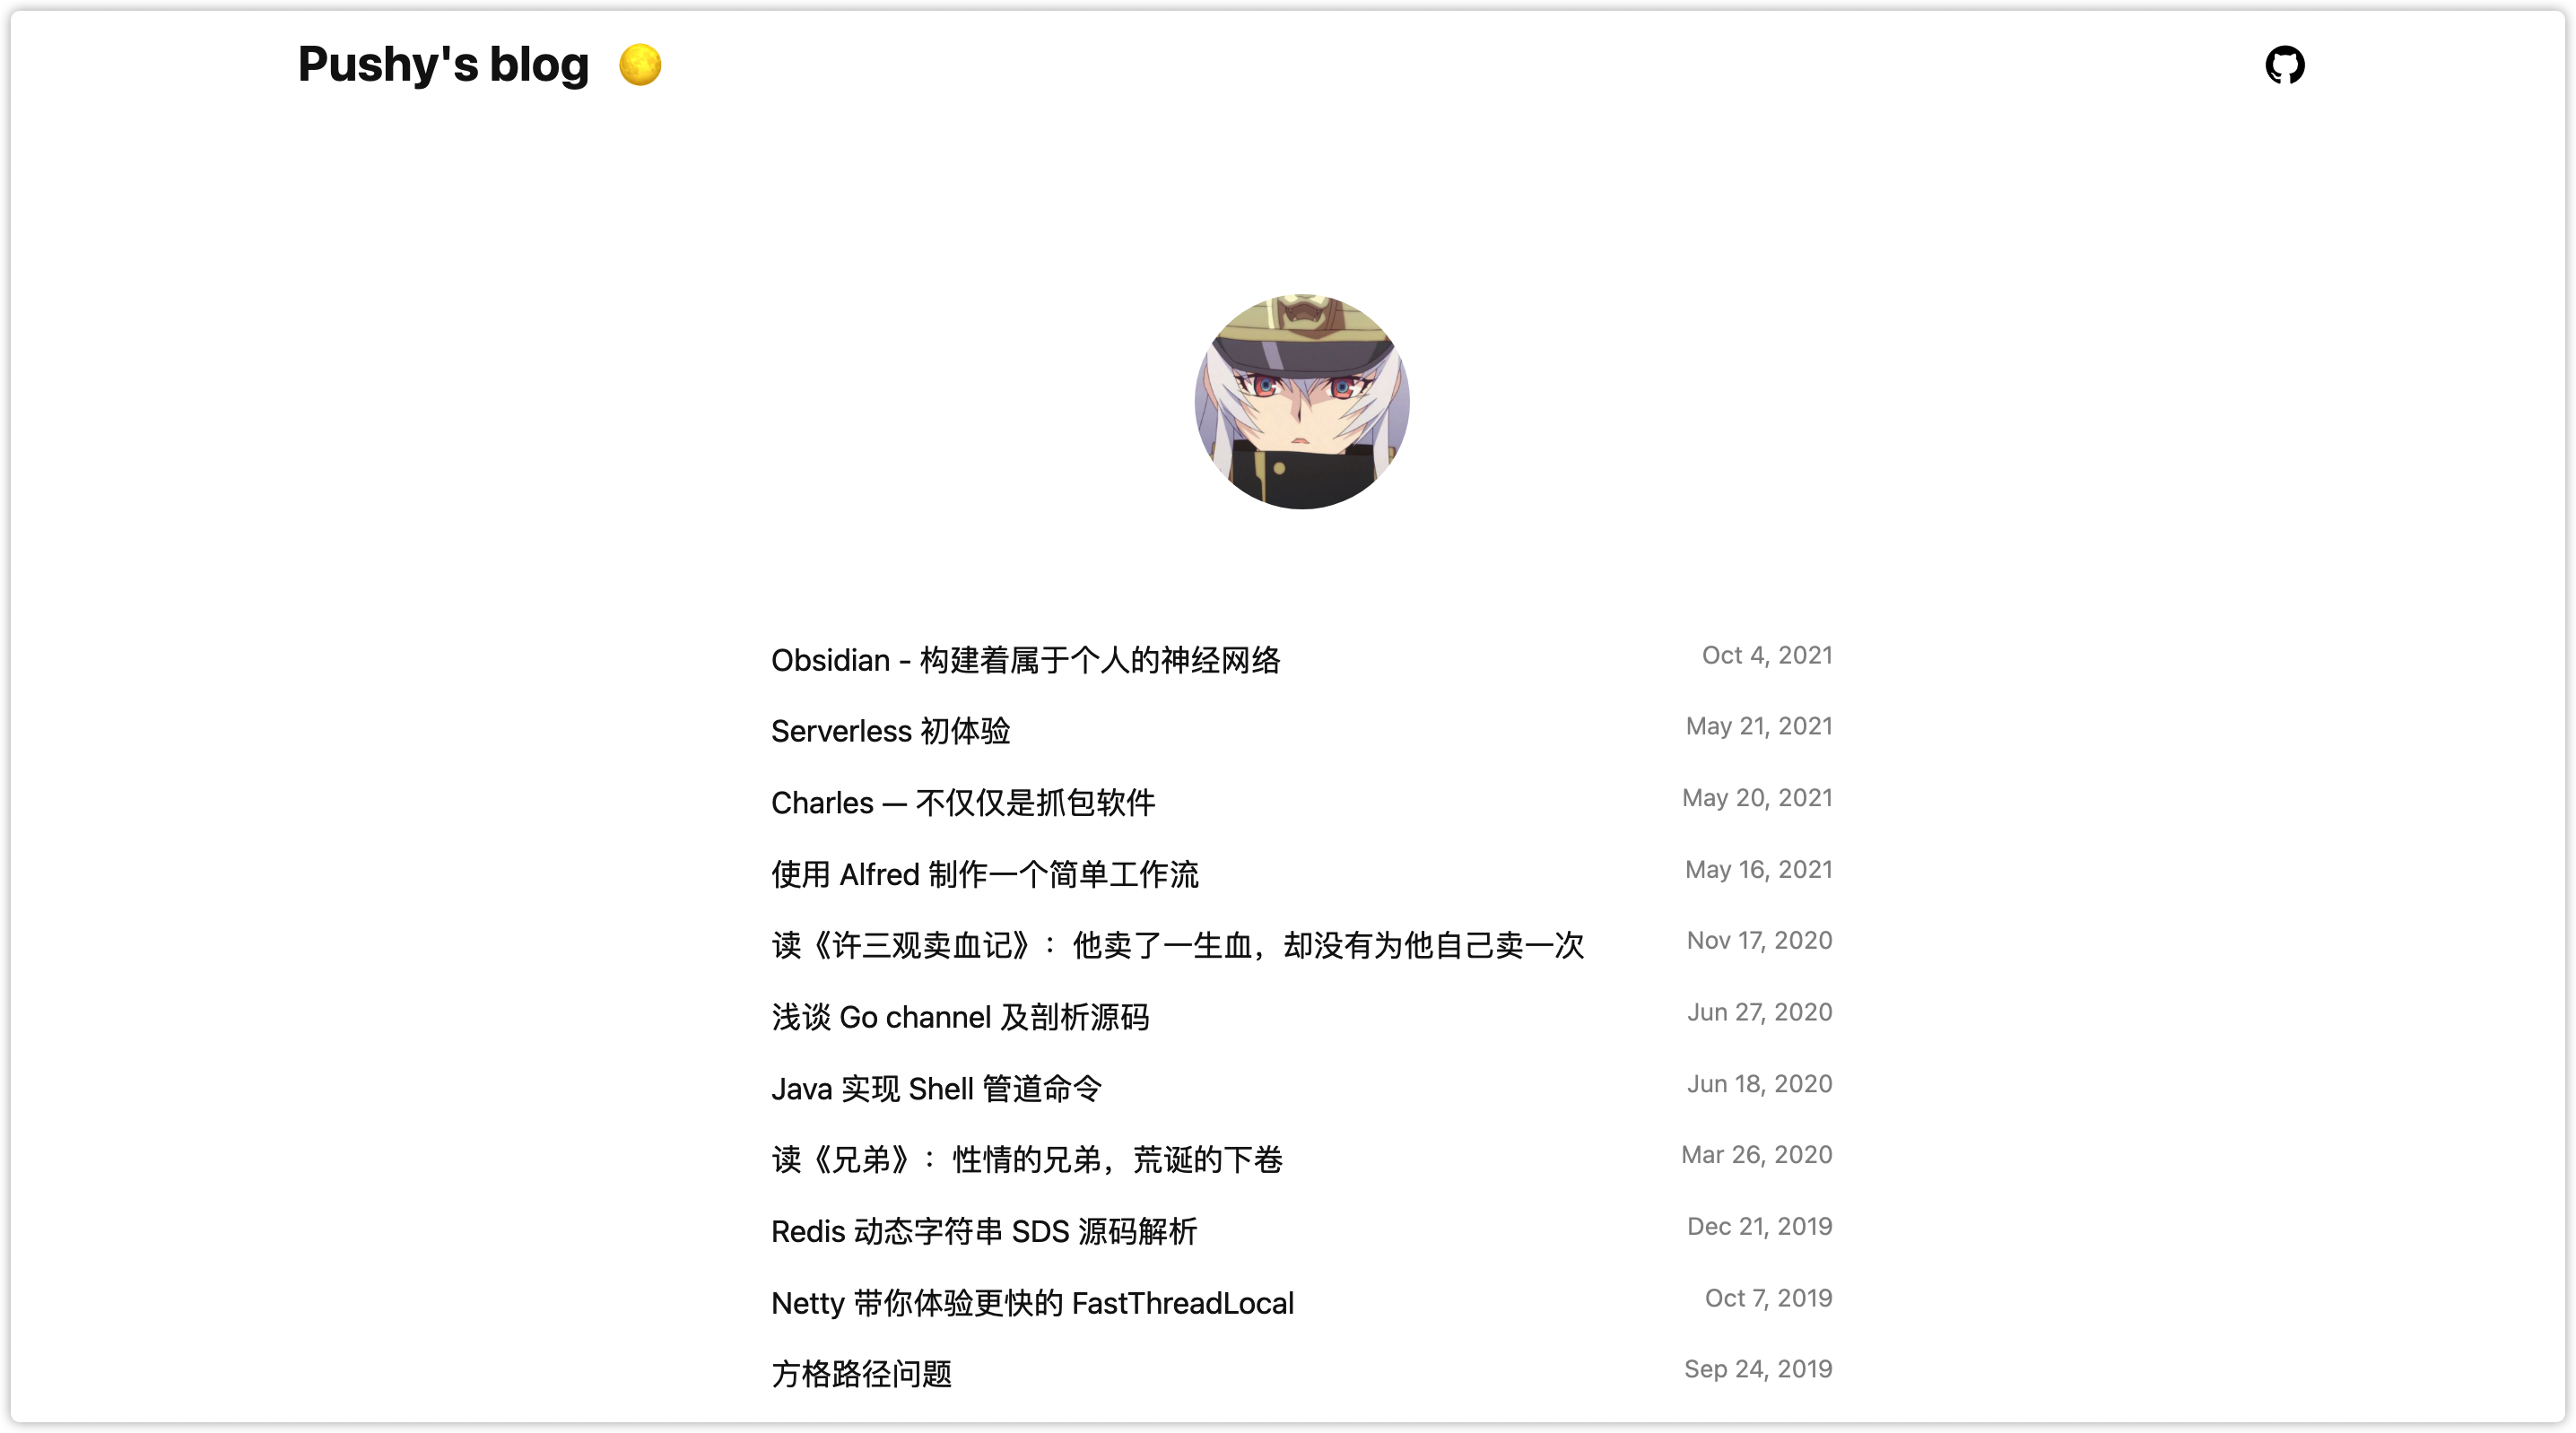 Pushy's blog
Obsidian - 构建着属于个人的神经网络 Oct 4, 2021
Serverless 初体验 May 21, 2021
Charles — 不仅仅是抓包软件 May 20, 2021
使用 Alfred 制作一个简单工作流 May 16, 2021
读《许三观卖血记》：他卖了一生血，却没有为他自己卖一次 Nov 17, 2020
浅谈 Go channel 及剖析源码 Jun 27, 2020
Java 实现 Shell 管道命令 Jun 18, 2020
读《兄弟》：性情的兄弟，荒诞的下卷 Mar 26, 2020
Redis 动态字符串 SDS 源码解析 Dec 21, 2019
Netty 带你体验更快的 FastThreadLocal Oct 7, 2019
方格路径问题 Sep 24, 2019